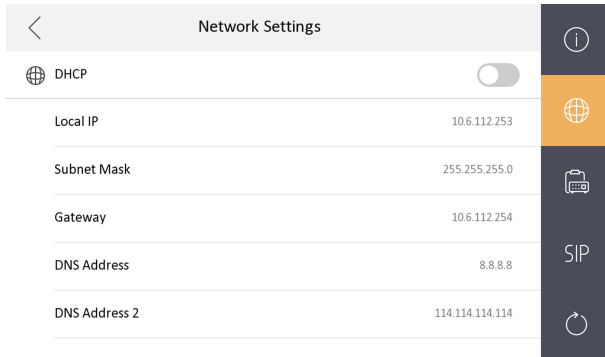 Network Settings
DHCP
Local IP 10.6.112.253
Subnet Mask 255.255.255.0
Gateway 10.6.112.254
DNS Address 8.8.8.8
DNS Address 2 114.114.114.114
SIP